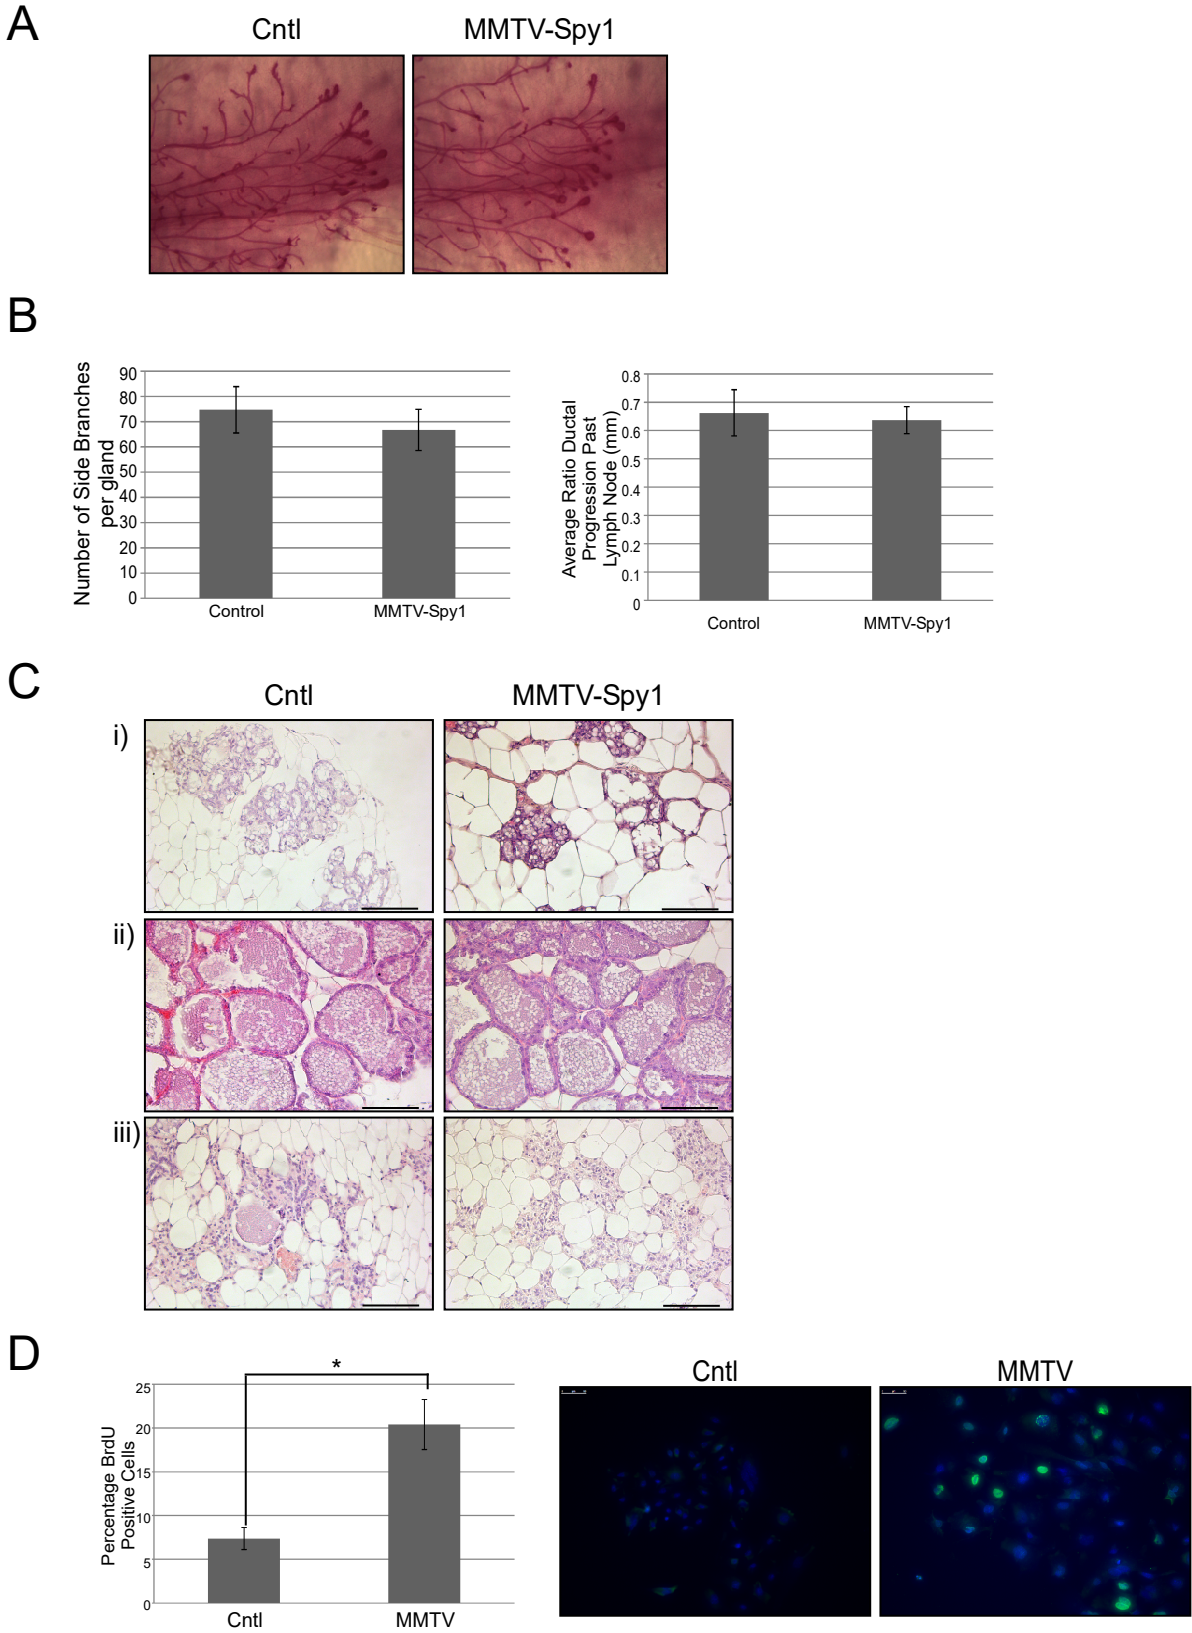 A
Cntl
MMTV-Spy1
B
Number of Side Branches
per gland
90
80
70
60
50
40
30
20
10
0
Control
MMTV-Spy1
Average Ratio Ductal
Progression Past
Lymph Node (mm)
0.8
0.7
0.6
0.5
0.4
0.3
0.2
0.1
0
Control
MMTV-Spy1
C
Cntl
MMTV-Spy1
i)
ii)
iii)
D
Percentage BrdU
Positive Cells
*
25
20
15
10
5
0
Cntl
MMTV
Cntl
MMTV